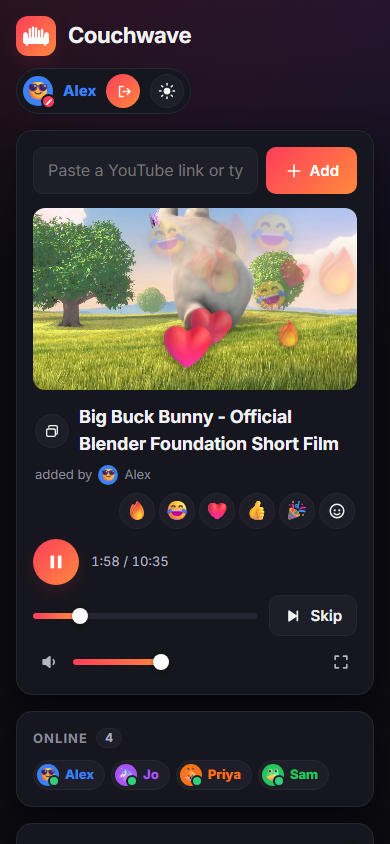 Couchwave
Alex
Paste a YouTube link or ty
Add
Big Buck Bunny - Official
Blender Foundation Short Film
added by Alex
1:58 / 10:35
Skip
ONLINE 4
Alex Jo Priya Sam